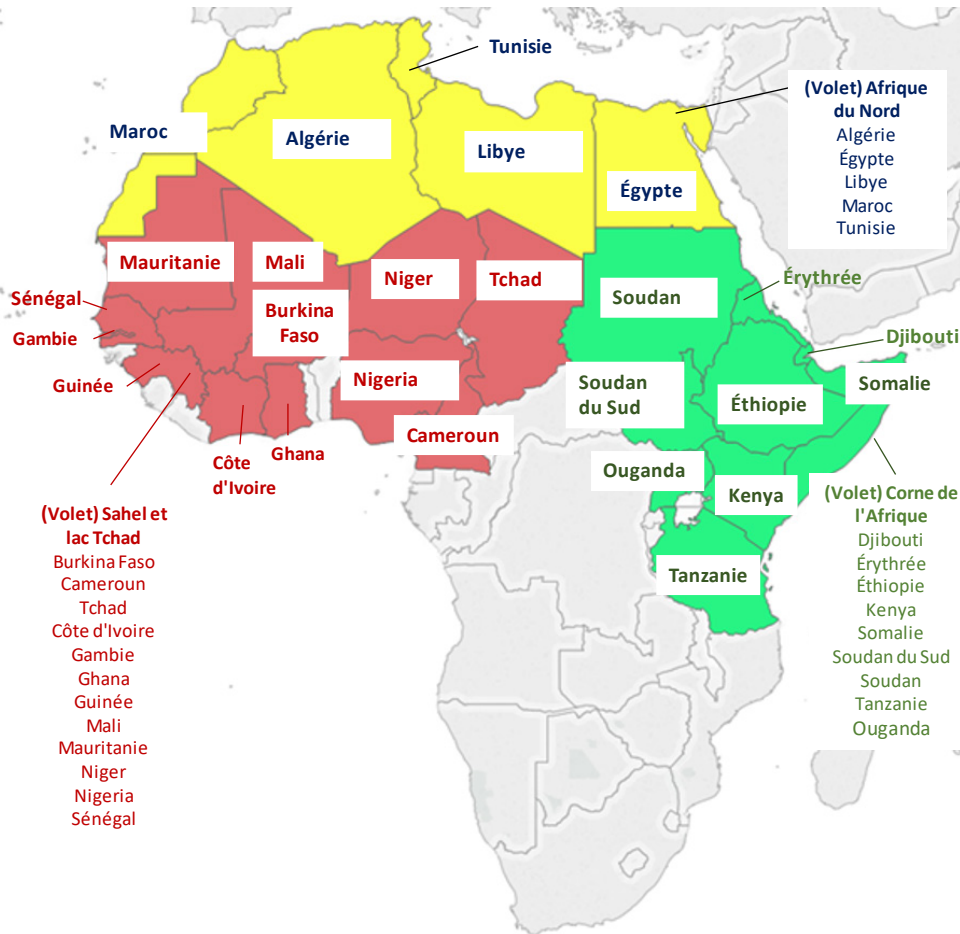 Tunisie
(Volet) Afrique
du Nord
Algérie
Égypte
Libye
Maroc
Tunisie
Maroc
Algérie
Libye
Égypte
Mauritanie
Mali
Niger
Tchad
Soudan
Érythrée
Sénégal
Gambie
Burkina
Faso
Djibouti
Guinée
Nigeria
Soudan
du Sud
Éthiopie
Somalie
Cameroun
Côte
d'Ivoire
Ghana
Ouganda
Kenya
Tanzanie
(Volet) Sahel et
lac Tchad
Burkina Faso
Cameroun
Tchad
Côte d'Ivoire
Gambie
Ghana
Guinée
Mali
Mauritanie
Niger
Nigeria
Sénégal
(Volet) Corne de
l'Afrique
Djibouti
Érythrée
Éthiopie
Kenya
Somalie
Soudan du Sud
Soudan
Tanzanie
Ouganda